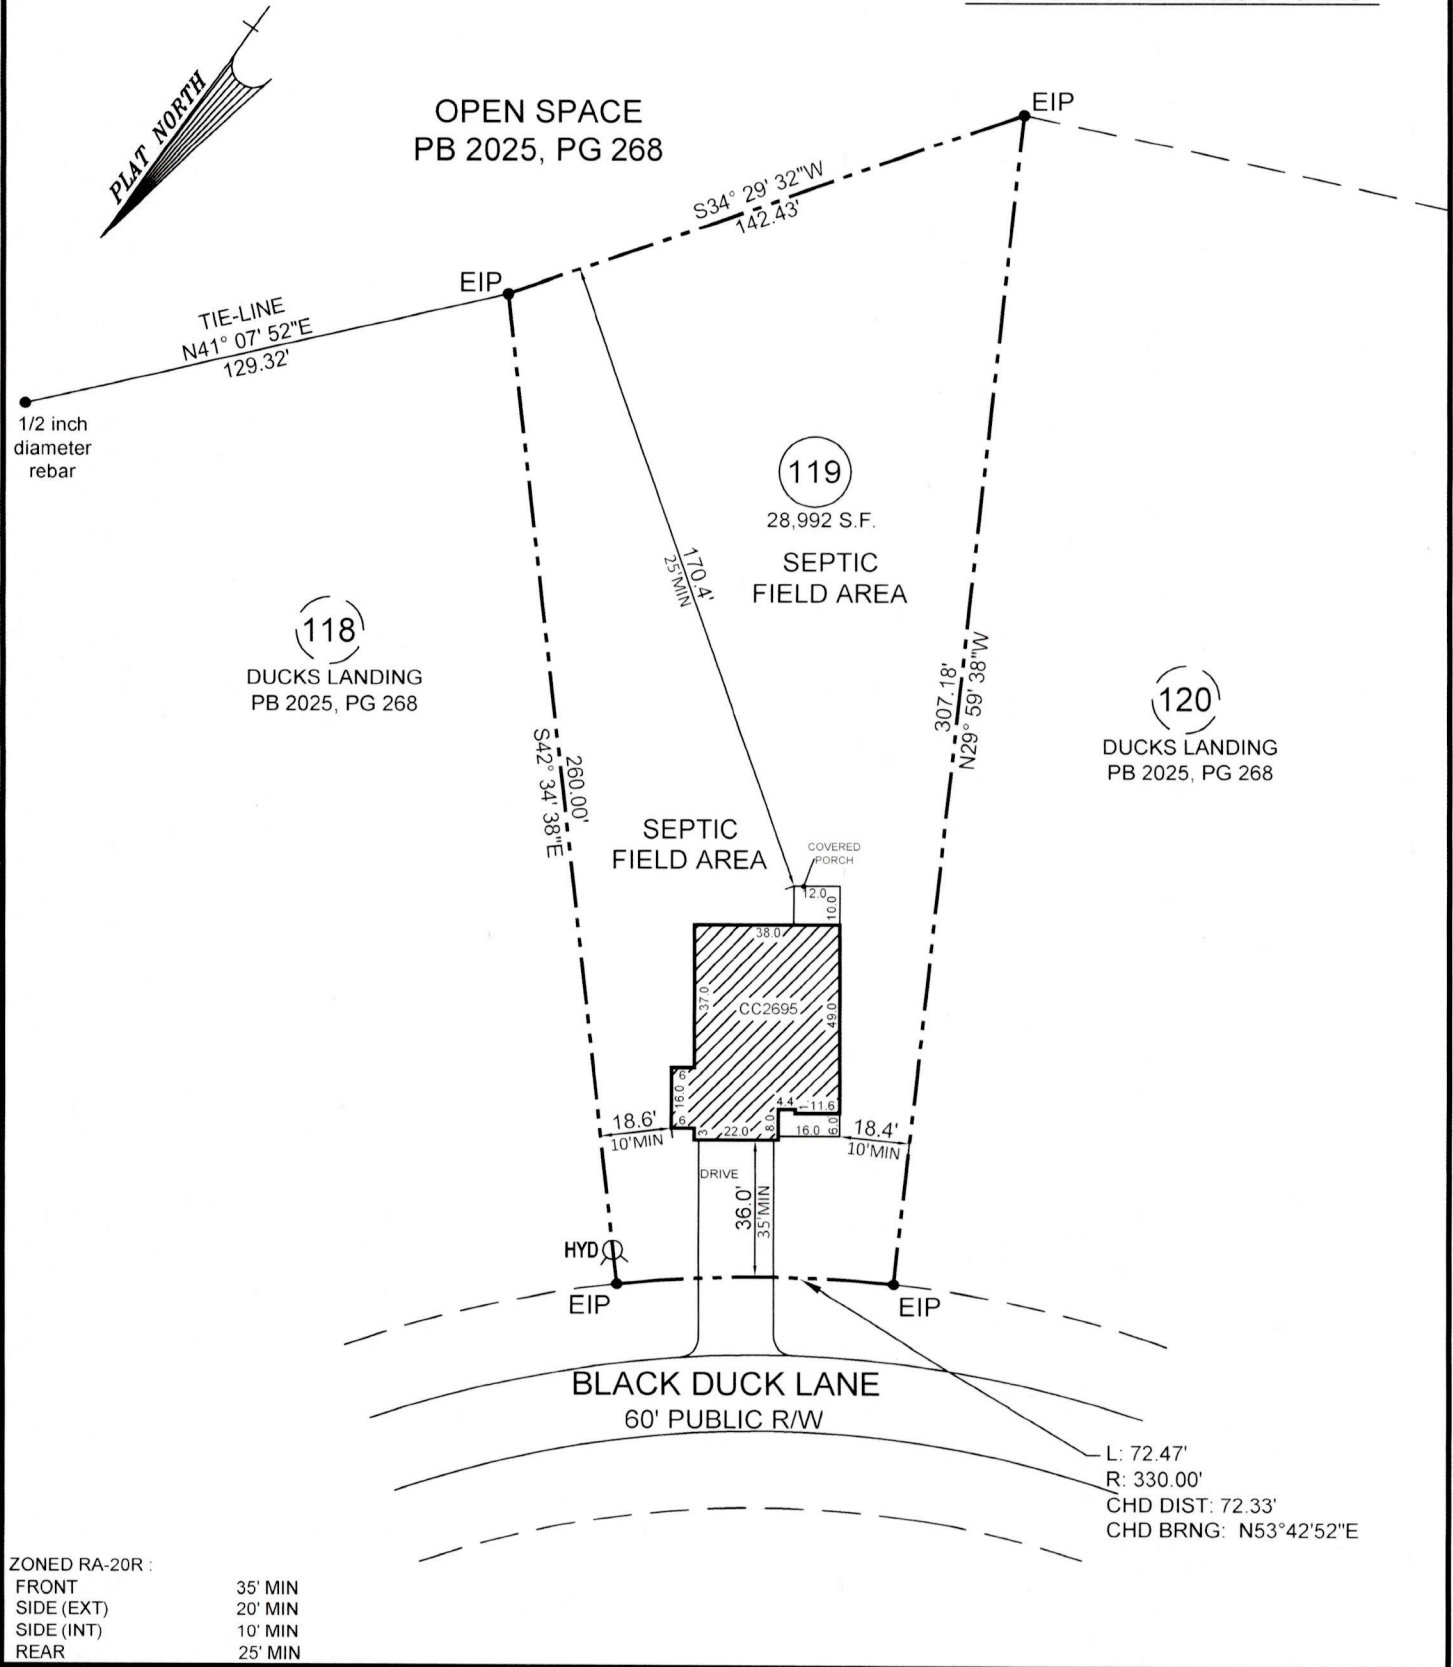 PLAT NORTH
OPEN SPACE
PB 2025, PG 268
EIP
S34° 29' 32"W
142.43'
EIP
TIE-LINE
N41° 07' 52"E
129.32'
1/2 inch
diameter
rebar
119
28,992 S.F.
SEPTIC
FIELD AREA
170.4'
25'MIN
118
DUCKS LANDING
PB 2025, PG 268
307.18'
N29° 59' 38"W
120
DUCKS LANDING
PB 2025, PG 268
260.00'
S42° 34' 38"E
SEPTIC
FIELD AREA
COVERED
PORCH
12.0
10.0
38.0
37.0
CC2695
49.0
6
16.0
6
4.4
11.6
18.6'
10'MIN
3
22.0
8.0
16.0
6.0
18.4'
10'MIN
DRIVE
36.0'
35'MIN
HYD
EIP
EIP
BLACK DUCK LANE
60' PUBLIC R/W
L: 72.47'
R: 330.00'
CHD DIST: 72.33'
CHD BRNG: N53°42'52"E
ZONED RA-20R :
FRONT 35' MIN
SIDE (EXT) 20' MIN
SIDE (INT) 10' MIN
REAR 25' MIN